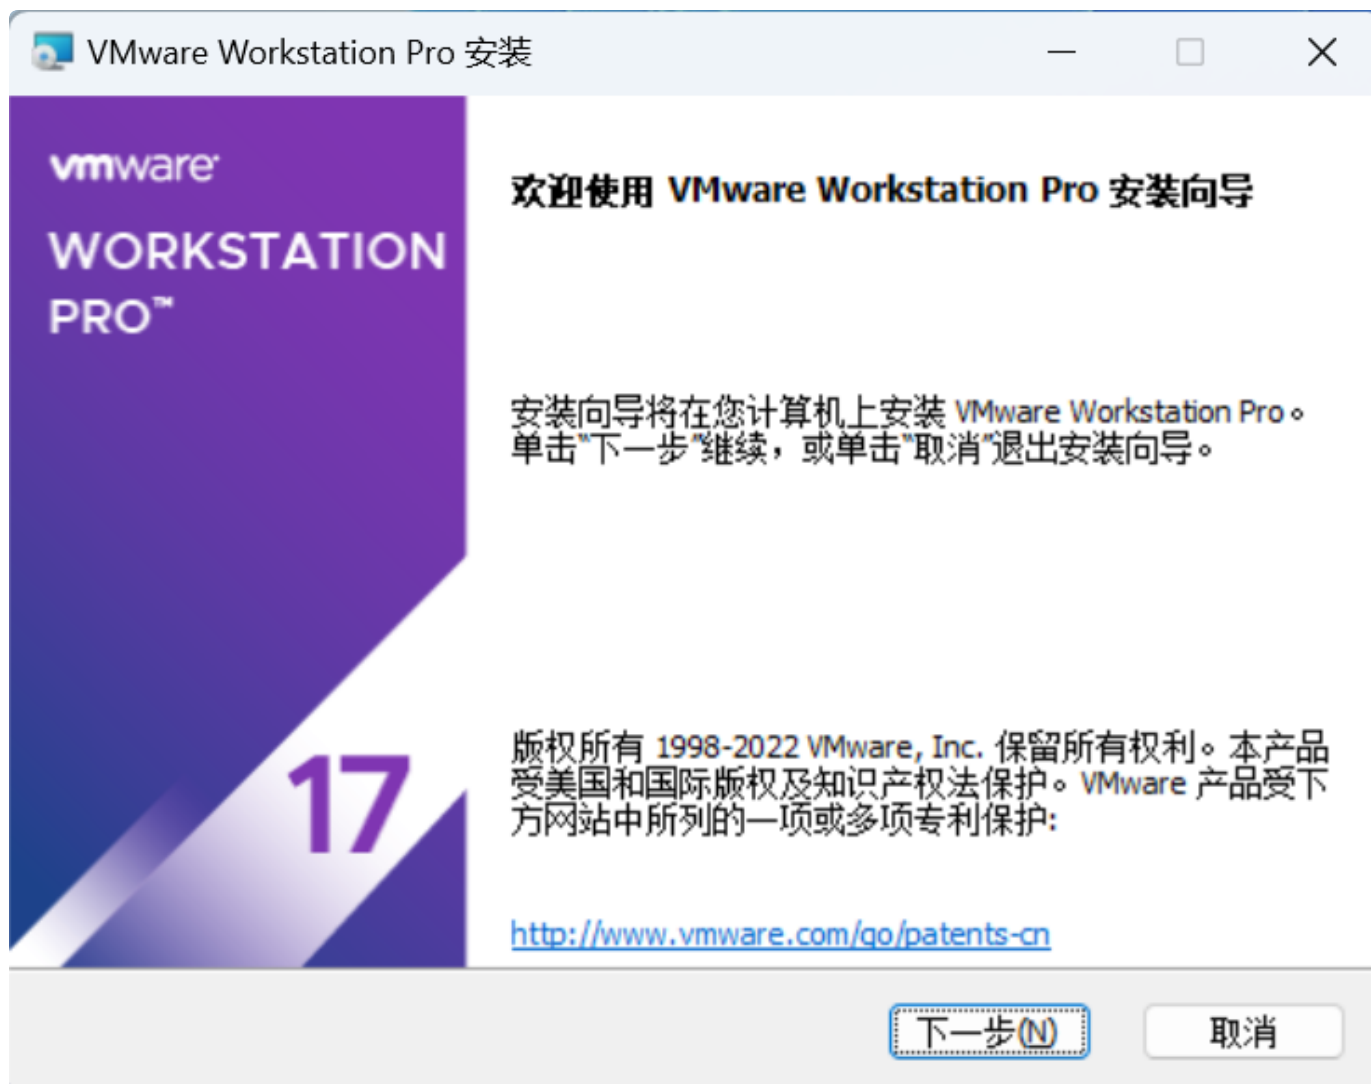 VMware Workstation Pro 安装
vmware
WORKSTATION
PRO™
17
欢迎使用 VMware Workstation Pro 安装向导
安装向导将在您计算机上安装 VMware Workstation Pro。
单击“下一步”继续，或单击“取消”退出安装向导。
版权所有 1998-2022 VMware, Inc. 保留所有权利。本产品
受美国和国际版权及知识产权法保护。VMware 产品受下
方网站中所列的一项或多项专利保护:
http://www.vmware.com/go/patents-cn
下一步(N)
取消